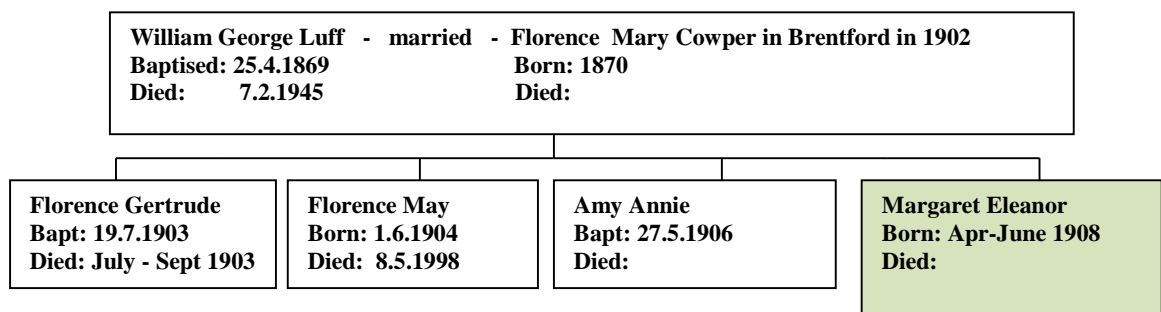 William George Luff - married - Florence Mary Cowper in Brentford in 1902
Baptised: 25.4.1869 Born: 1870
Died: 7.2.1945 Died:
Florence Gertrude
Bapt: 19.7.1903
Died: July - Sept 1903
Florence May
Born: 1.6.1904
Died: 8.5.1998
Amy Annie
Bapt: 27.5.1906
Died:
Margaret Eleanor
Born: Apr-June 1908
Died: